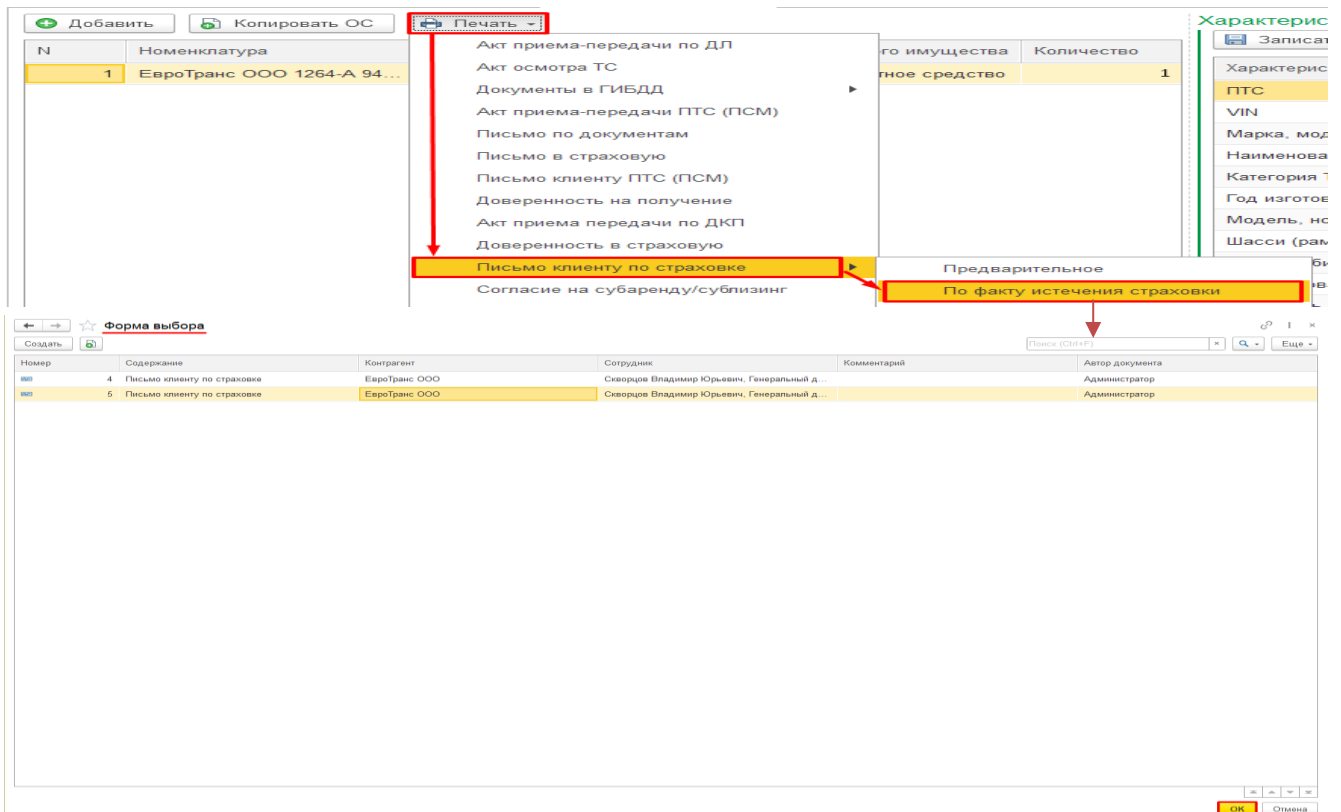 Добавить Копировать ОС Печать Характерис
N Номенклатура го имущества Количество Записат
1 ЕвроТранс ООО 1264-А 94... тное средство 1 Характерис
Акт приема-передачи по ДЛ
Акт осмотра ТС
Документы в ГИБДД
Акт приема-передачи ПТС (ПСМ)
Письмо по документам
Письмо в страховую
Письмо клиенту ПТС (ПСМ)
Доверенность на получение
Акт приема передачи по ДКП
Доверенность в страховую
Письмо клиенту по страховке
Согласие на субаренду/сублизинг
Предварительное
По факту истечения страховки
ПТС
VIN
Марка, мод
Наименова
Категория Т
Год изготов
Модель, но
Шасси (рам
Форма выбора
Создать Поиск (Ctrl+F) Еще
Номер Содержание Контрагент Сотрудник Комментарий Автор документа
4 Письмо клиенту по страховке ЕвроТранс ООО Скворцов Владимир Юрьевич, Генеральный д... Администратор
5 Письмо клиенту по страховке ЕвроТранс ООО Скворцов Владимир Юрьевич, Генеральный д... Администратор
ОК Отмена